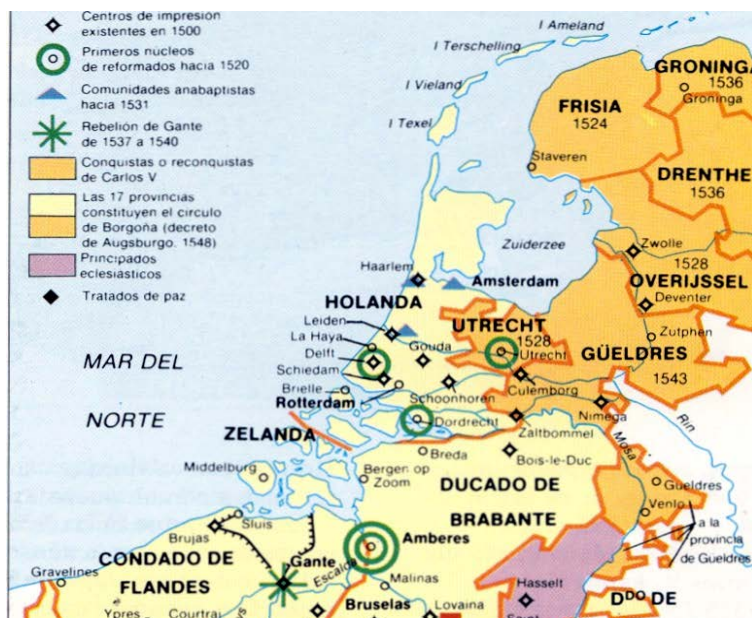 Centros de impresión
existentes en 1500
Primeros núcleos
de reformados hacia 1520
Comunidades anabaptistas
hacia 1531
Rebelión de Gante
de 1537 a 1540
Conquistas o reconquistas
de Carlos V
Las 17 provincias
constituyen el círculo
de Borgoña (decreto
de Augsburgo. 1548)
Principados
eclesiásticos
Tratados de paz
I Ameland
I Terschelling
I Vieland
I Texel
GRONINGA
1536
Groninga
FRISIA
1524
Staveren
DRENTHE
1536
Zuiderzee
Zwolle
1528
OVERIJSSEL
Deventer
Haarlem
Amsterdam
HOLANDA
Leiden
UTRECHT
1528
Utrecht
Zutphen
La Haya
Gouda
Delft
GÜELDRES
1543
MAR DEL
NORTE
Schiedam
Brielle
Rotterdam
Schoonhoren
Culemborg
Nimega
Rin
Dordrecht
Zaltbommel
Mosa
ZELANDA
Breda
Bois-le-Duc
Middelburg
Bergen op
Zoom
DUCADO DE
BRABANTE
Güeldres
Venlo
a la
provincia
de Güeldres
Sluis
Brujas
Amberes
CONDADO DE
FLANDES
Gante
Escalda
Malinas
Gravelines
Hasselt
Ypres
Courtrai
Bruselas
Lovaina
DDO DE